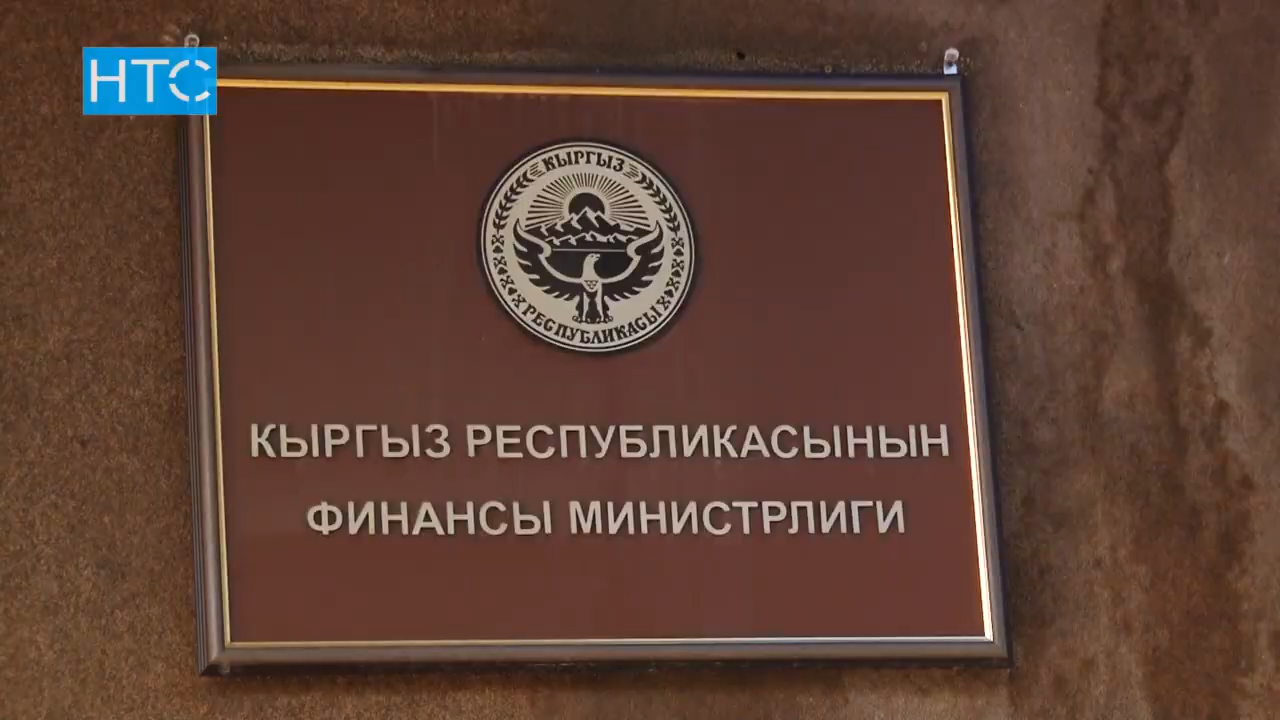 НТС
КЫРГЫЗ
РЕСПУБЛИКАСЫ
КЫРГЫЗ РЕСПУБЛИКАСЫНЫН
ФИНАНСЫ МИНИСТРЛИГИ